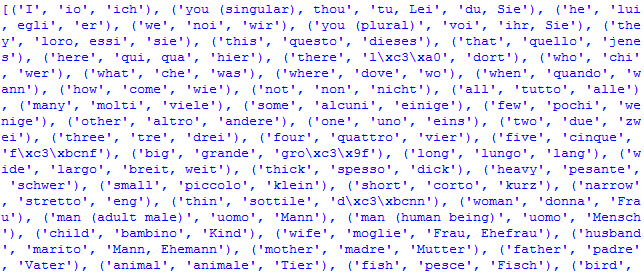 [('I', 'io', 'ich'), ('you (singular), thou', 'tu, Lei', 'du, Sie'), ('he', 'lui,
egli', 'er'), ('we', 'noi', 'wir'), ('you (plural)', 'voi', 'ihr, Sie'), ('the
y', 'loro, essi', 'sie'), ('this', 'questo', 'dieses'), ('that', 'quello', 'jene
s'), ('here', 'qui, qua', 'hier'), ('there', 'l\xc3\xa0', 'dort'), ('who', 'chi'
, 'wer'), ('what', 'che', 'was'), ('where', 'dove', 'wo'), ('when', 'quando', 'w
ann'), ('how', 'come', 'wie'), ('not', 'non', 'nicht'), ('all', 'tutto', 'alle')
, ('many', 'molti', 'viele'), ('some', 'alcuni', 'einige'), ('few', 'pochi', 'we
nige'), ('other', 'altro', 'andere'), ('one', 'uno', 'eins'), ('two', 'due', 'zw
ei'), ('three', 'tre', 'drei'), ('four', 'quattro', 'vier'), ('five', 'cinque',
'f\xc3\xbcnf'), ('big', 'grande', 'gro\xc3\x9f'), ('long', 'lungo', 'lang'), ('w
ide', 'largo', 'breit, weit'), ('thick', 'spesso', 'dick'), ('heavy', 'pesante',
'schwer'), ('small', 'piccolo', 'klein'), ('short', 'corto', 'kurz'), ('narrow'
, 'stretto', 'eng'), ('thin', 'sottile', 'd\xc3\xbcnn'), ('woman', 'donna', 'Fra
u'), ('man (adult male)', 'uomo', 'Mann'), ('man (human being)', 'uomo', 'Mensch
'), ('child', 'bambino', 'Kind'), ('wife', 'moglie', 'Frau, Ehefrau'), ('husband
', 'marito', 'Mann, Ehemann'), ('mother', 'madre', 'Mutter'), ('father', 'padre'
, 'Vater'), ('animal', 'animale', 'Tier'), ('fish', 'pesce', 'Fisch'), ('bird',